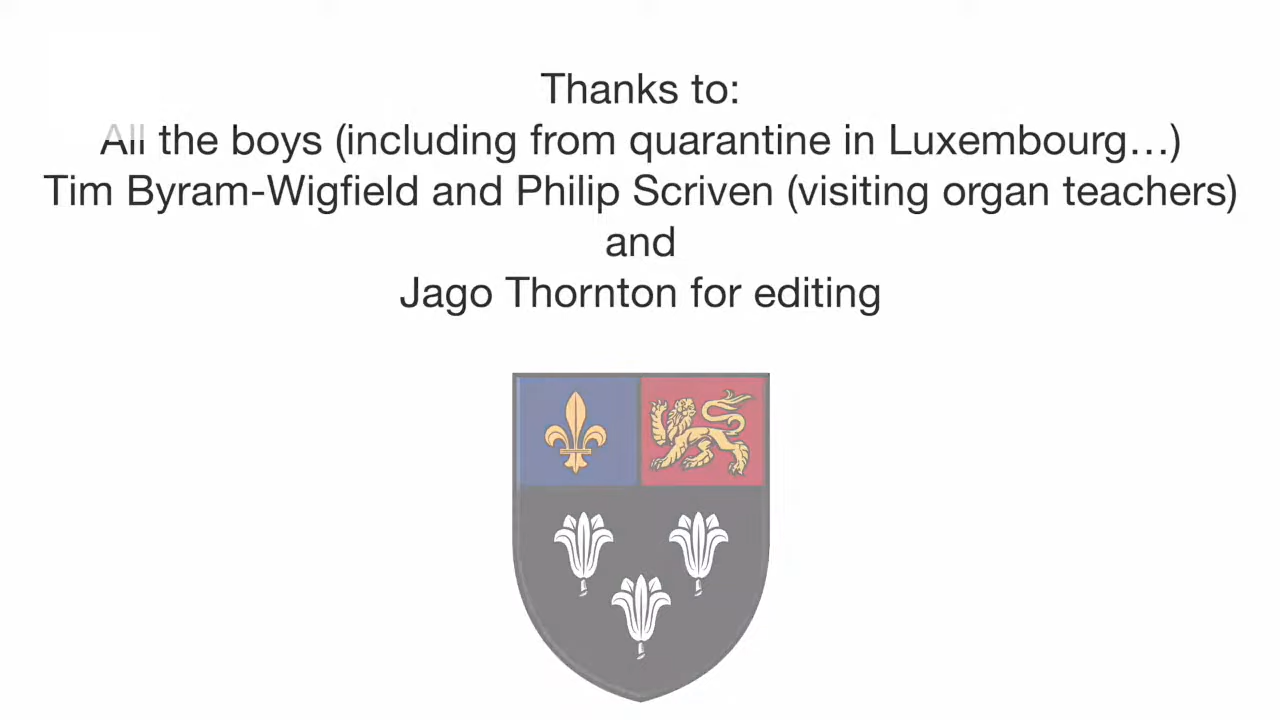 Thanks to:
All the boys (including from quarantine in Luxembourg…)
Tim Byram-Wigfield and Philip Scriven (visiting organ teachers)
and
Jago Thornton for editing